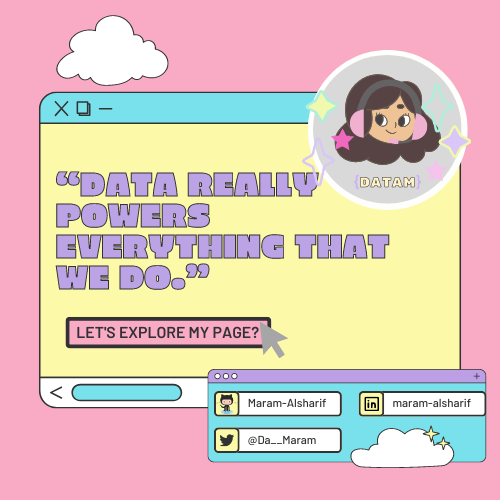 {DATAM}
“DATA REALLY
POWERS
EVERYTHING THAT
WE DO.”
LET'S EXPLORE MY PAGE?
Maram-Alsharif
maram-alsharif
@Da__Maram